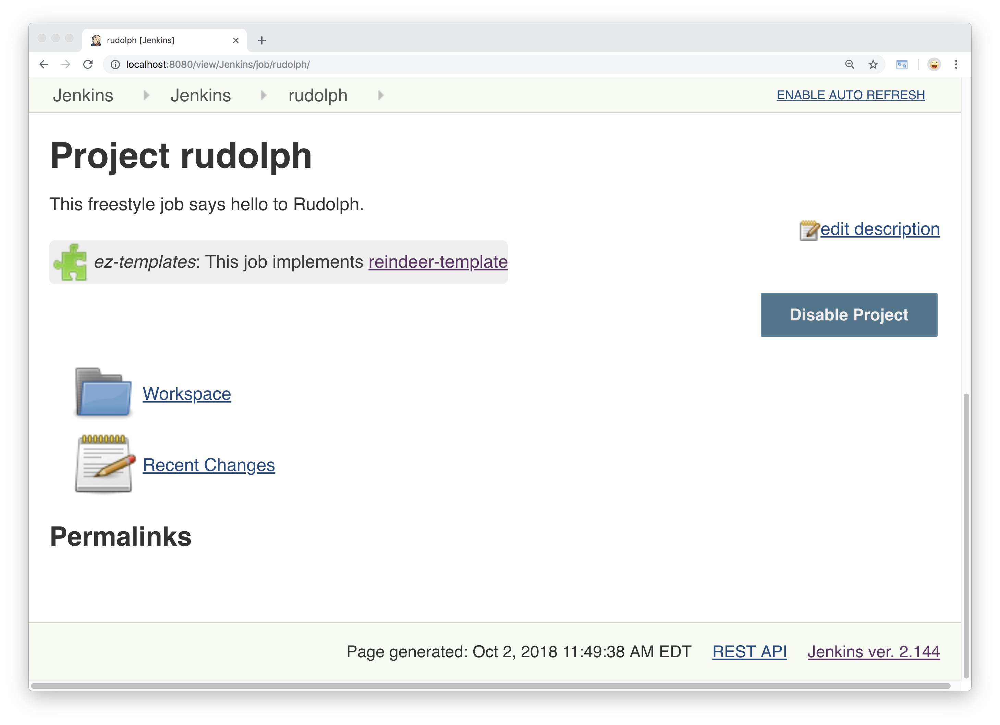 rudolph [Jenkins]
localhost:8080/view/Jenkins/job/rudolph/
Jenkins Jenkins rudolph ENABLE AUTO REFRESH
Project rudolph
This freestyle job says hello to Rudolph.
edit description
ez-templates: This job implements reindeer-template
Disable Project
Workspace
Recent Changes
Permalinks
Page generated: Oct 2, 2018 11:49:38 AM EDT REST API Jenkins ver. 2.144